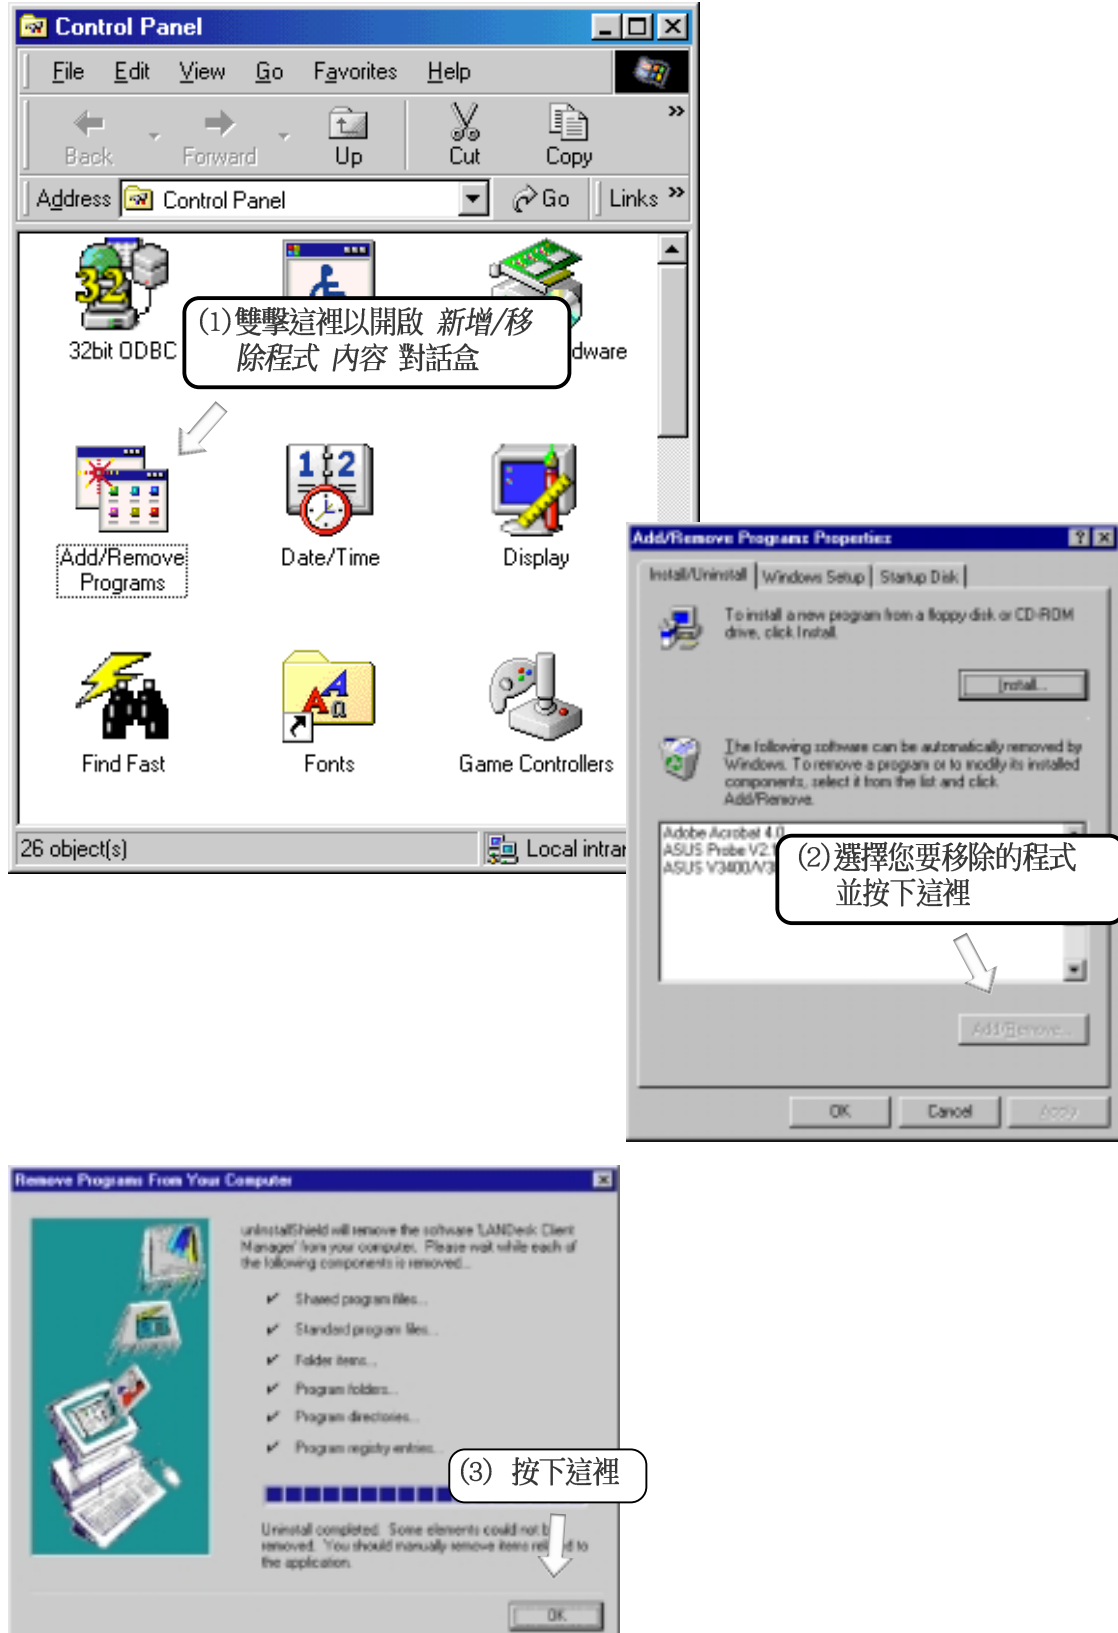 Control Panel
File Edit View Go Favorites Help
Back Forward Up Cut Copy »
Address Control Panel Go Links »
32bit ODBC
dware
(1)雙擊這裡以開啟 新增/移
除程式 內容 對話盒
Add/Remove
Programs
Date/Time
Display
Find Fast
Fonts
Game Controllers
26 object(s) Local intrar
Add/Remove Programs Properties
Install/Uninstall Windows Setup Startup Disk
To install a new program from a floppy disk or CD-ROM
drive, click Install.
Install...
The following software can be automatically removed by
Windows. To remove a program or to modify its installed
components, select it from the list and click
Add/Remove.
Adobe Acrobat 4.0
ASUS Probe V2.1
ASUS V3400/V3
(2)選擇您要移除的程式
並按下這裡
Add/Remove...
OK Cancel Apply
Remove Programs From Your Computer
unInstallShield will remove the software 'LANDesk Client
Manager' from your computer. Please wait while each of
the following components is removed...
✔ Shared program files...
✔ Standard program files...
✔ Folder items...
✔ Program folders...
✔ Program directories...
✔ Program registry entries...
(3) 按下這裡
Uninstall completed. Some elements could not b
removed. You should manually remove items rel d to
the application.
OK